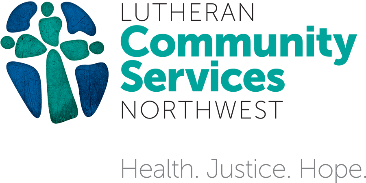 LUTHERAN
Community
Services
NORTHWEST
Health. Justice. Hope.